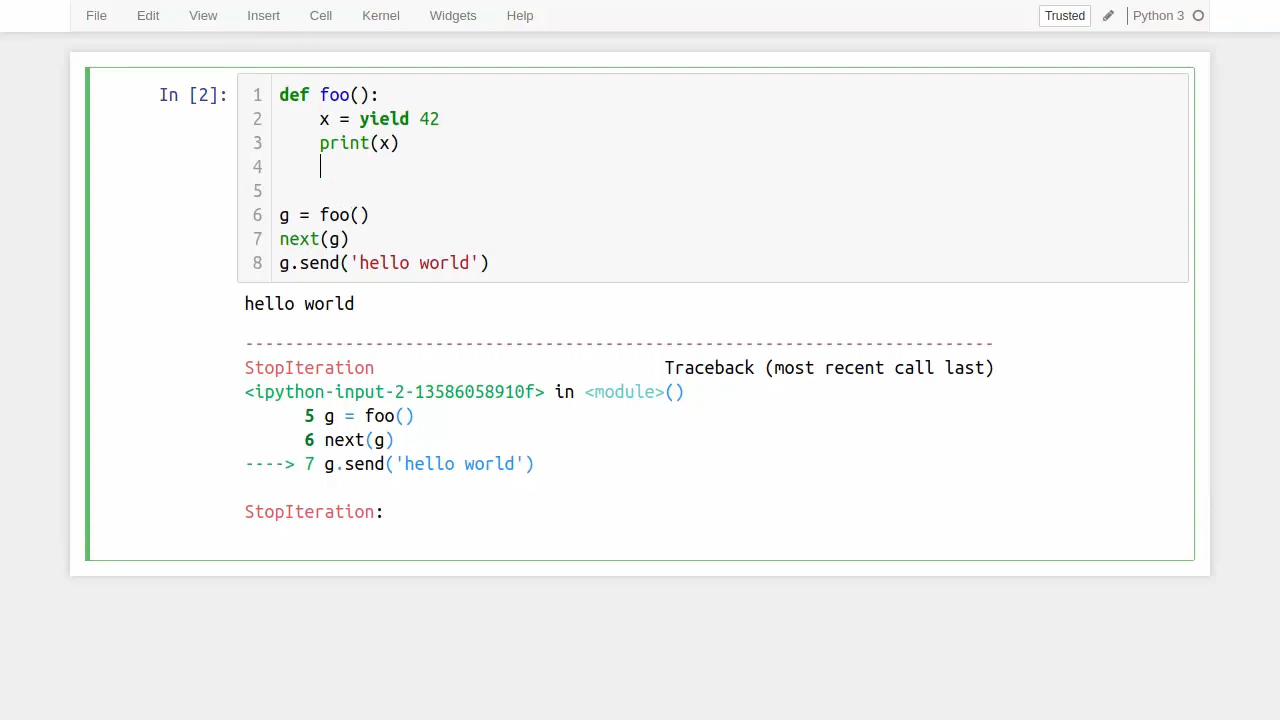 File Edit View Insert Cell Kernel Widgets Help Trusted Python 3
In [2]:
1 def foo():
2     x = yield 42
3     print(x)
4
5
6 g = foo()
7 next(g)
8 g.send('hello world')
hello world
---------------------------------------------------------------------------
StopIteration                             Traceback (most recent call last)
<ipython-input-2-13586058910f> in <module>()
      5 g = foo()
      6 next(g)
----> 7 g.send('hello world')
StopIteration: